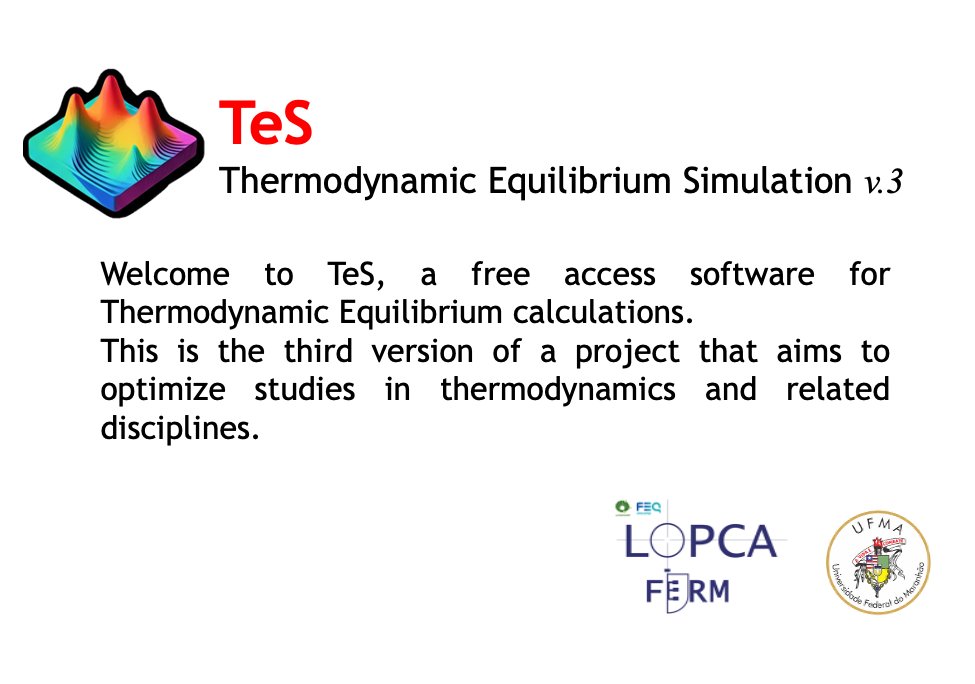 TeS
Thermodynamic Equilibrium Simulation v.3
Welcome to TeS, a free access software for
Thermodynamic Equilibrium calculations.
This is the third version of a project that aims to
optimize studies in thermodynamics and related
disciplines.
FEQ
LOPCA
FERM
UFMA
Universidade Federal do Maranhão